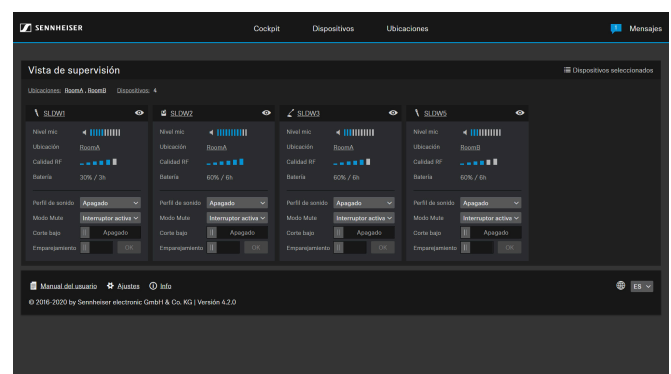 SENNHEISER Cockpit Dispositivos Ubicaciones Mensajes
Vista de supervisión Dispositivos seleccionados
Ubicaciones: RoomA , RoomB Dispositivos: 4
SLDW1 SLDW2 SLDW3 SLDW5
Nivel mic Nivel mic Nivel mic Nivel mic
Ubicación RoomA Ubicación RoomA Ubicación RoomA Ubicación RoomB
Calidad RF Calidad RF Calidad RF Calidad RF
Batería 30% / 3h Batería 60% / 6h Batería 60% / 6h Batería 60% / 6h
Perfil de sonido Apagado Perfil de sonido Apagado Perfil de sonido Apagado Perfil de sonido Apagado
Modo Mute Interruptor activa Modo Mute Interruptor activa Modo Mute Interruptor activa Modo Mute Interruptor activa
Corte bajo Apagado Corte bajo Apagado Corte bajo Apagado Corte bajo Apagado
Emparejamiento OK Emparejamiento OK Emparejamiento OK Emparejamiento OK
Manual del usuario Ajustes Info ES
© 2016-2020 by Sennheiser electronic GmbH & Co. KG | Versión 4.2.0